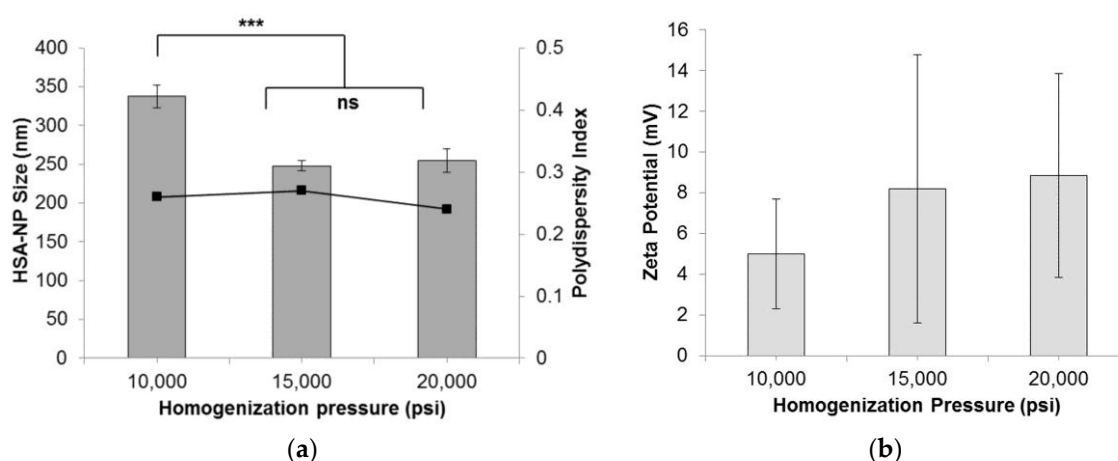 ***
ns
400
350
300
250
200
150
100
50
0
HSA-NP Size (nm)
0.5
0.4
0.3
0.2
0.1
0
Polydispersity Index
10,000 15,000 20,000
Homogenization pressure (psi)
(a)
16
14
12
10
8
6
4
2
0
Zeta Potential (mV)
10,000 15,000 20,000
Homogenization Pressure (psi)
(b)